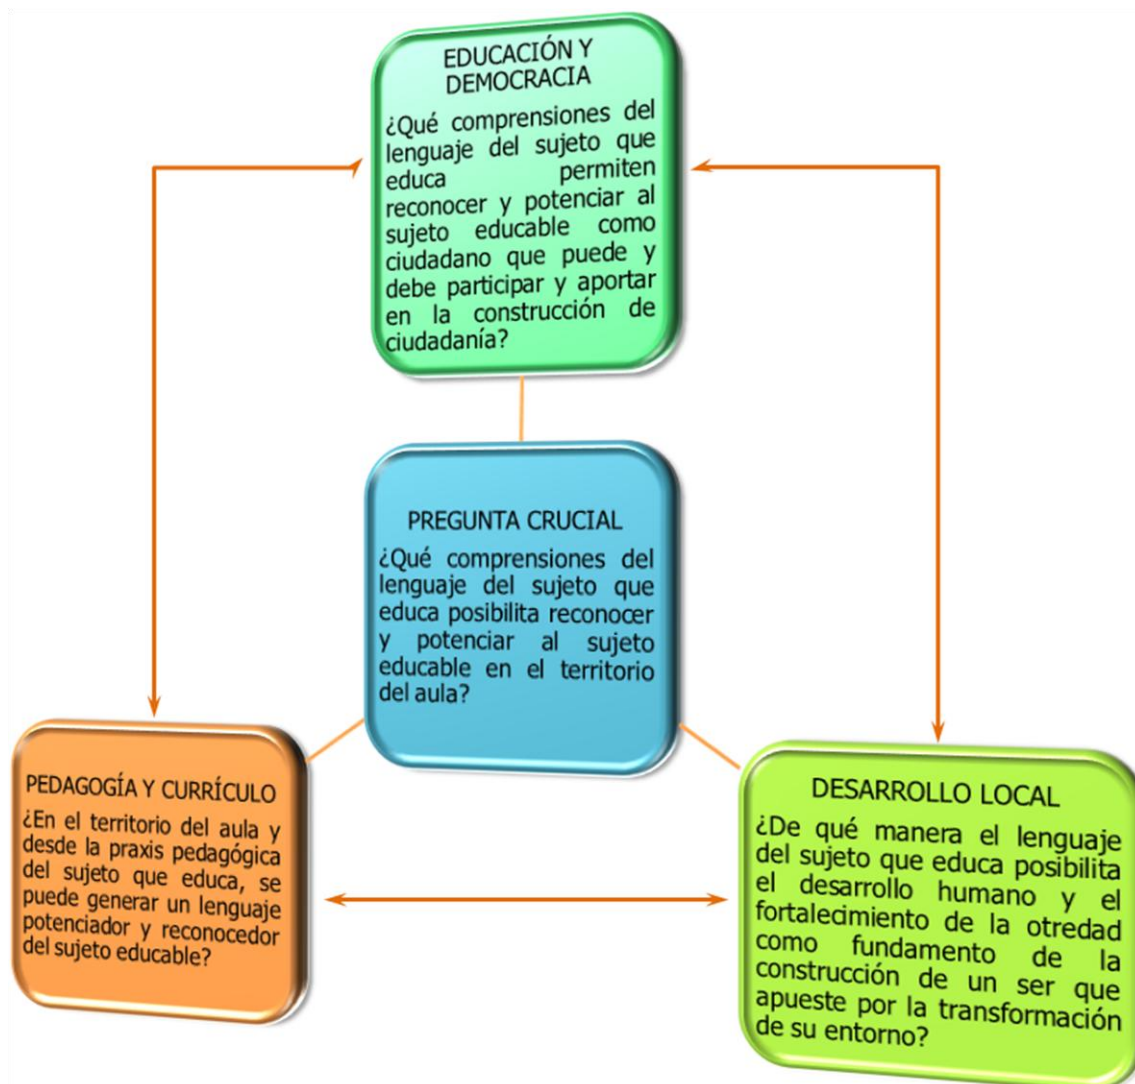 EDUCACIÓN Y
DEMOCRACIA
¿Qué comprensiones del
lenguaje del sujeto que
educa permiten
reconocer y potenciar al
sujeto educable como
ciudadano que puede y
debe participar y aportar
en la construcción de
ciudadanía?
PREGUNTA CRUCIAL
¿Qué comprensiones del
lenguaje del sujeto que
educa posibilita reconocer
y potenciar al sujeto
educable en el territorio
del aula?
PEDAGOGÍA Y CURRÍCULO
¿En el territorio del aula y
desde la praxis pedagógica
del sujeto que educa, se
puede generar un lenguaje
potenciador y reconocedor
del sujeto educable?
DESARROLLO LOCAL
¿De qué manera el lenguaje
del sujeto que educa posibilita
el desarrollo humano y el
fortalecimiento de la otredad
como fundamento de la
construcción de un ser que
apueste por la transformación
de su entorno?